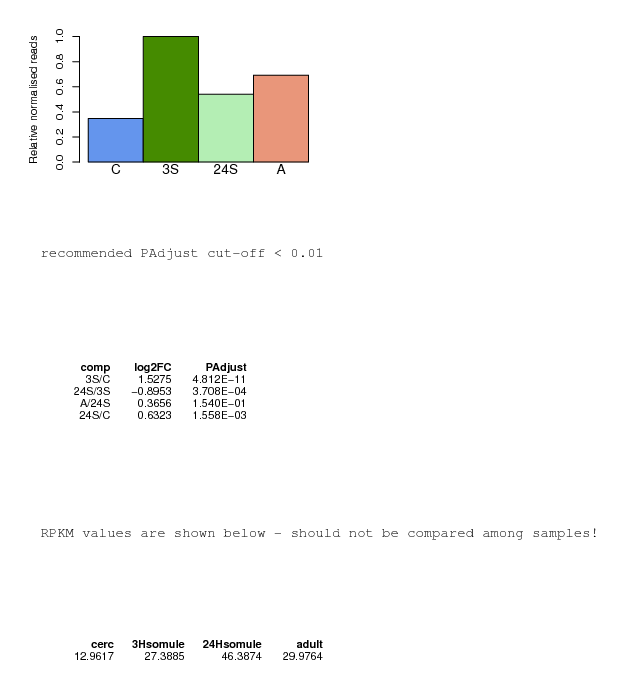 Relative normalised reads
1.0
0.8
0.6
0.4
0.2
0.0
C 3S 24S A
recommended PAdjust cut-off < 0.01
comp log2FC PAdjust
3S/C 1.5275 4.812E−11
24S/3S −0.8953 3.708E−04
A/24S 0.3656 1.540E−01
24S/C 0.6323 1.558E−03
RPKM values are shown below - should not be compared among samples!
cerc 3Hsomule 24Hsomule adult
12.9617 27.3885 46.3874 29.9764